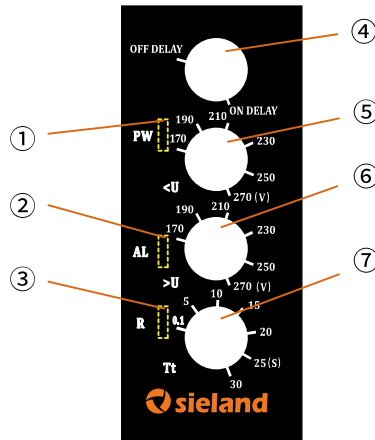 ④
OFF DELAY
ON DELAY
①
PW
170
190
210
230
250
270 (V)
⑤
<U
②
AL
170
190
210
230
250
270 (V)
⑥
>U
③
R
0.1
5
10
15
20
25(S)
30
⑦
Tt
sieland